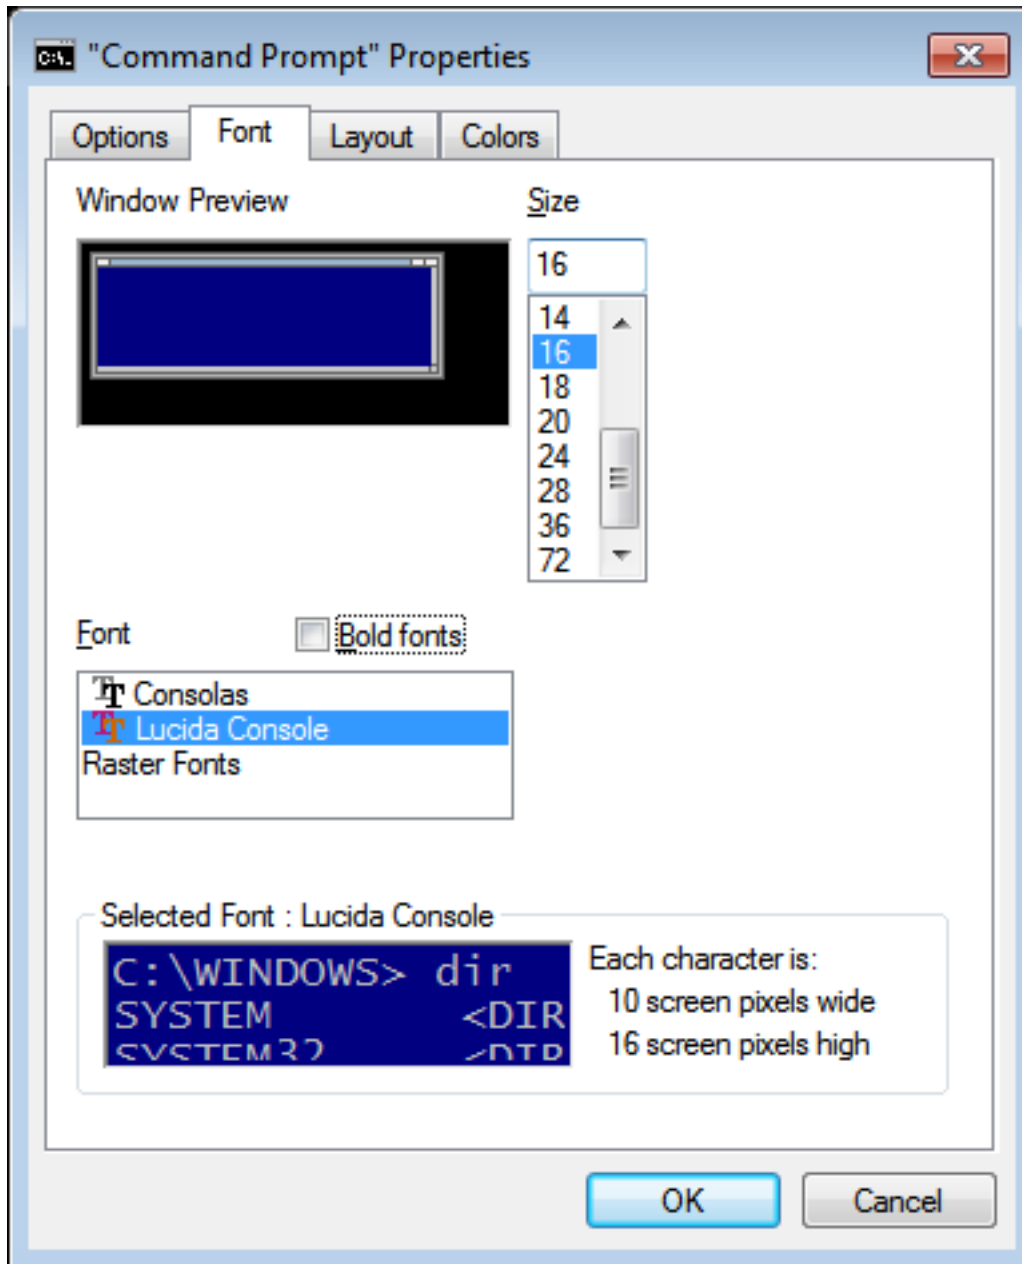 C:\.
"Command Prompt" Properties
Options
Font
Layout
Colors
Window Preview
Size
16
14
16
18
20
24
28
36
72
Font
Bold fonts
Consolas
Lucida Console
Raster Fonts
Selected Font : Lucida Console
C:\WINDOWS> dir
SYSTEM <DIR
SYSTEM32 <DIR
Each character is:
10 screen pixels wide
16 screen pixels high
OK
Cancel